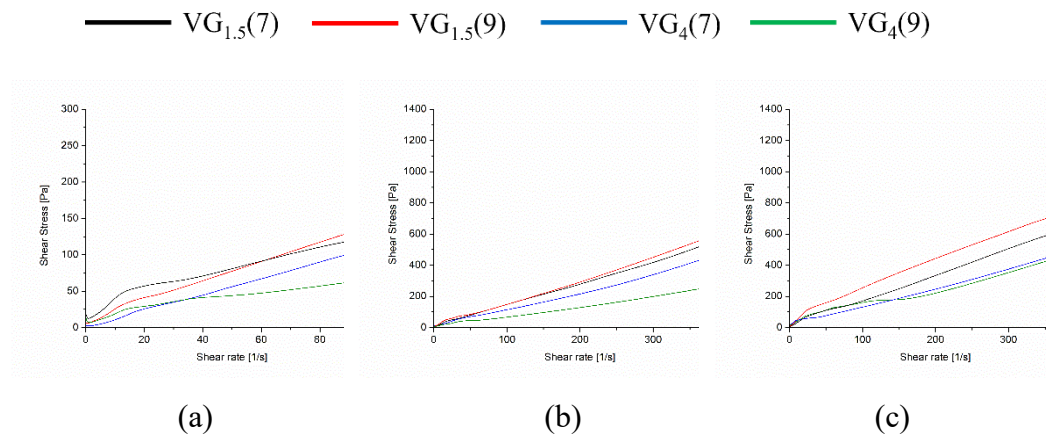 VG1.5(7) VG1.5(9) VG4(7) VG4(9)
300
250
200
150
100
50
0
Shear Stress [Pa]
0 20 40 60 80
Shear rate [1/s]
(a)
1400
1200
1000
800
600
400
200
0
Shear Stress [Pa]
0 100 200 300
Shear rate [1/s]
(b)
1400
1200
1000
800
600
400
200
0
Shear Stress [Pa]
0 100 200 300
Shear rate [1/s]
(c)